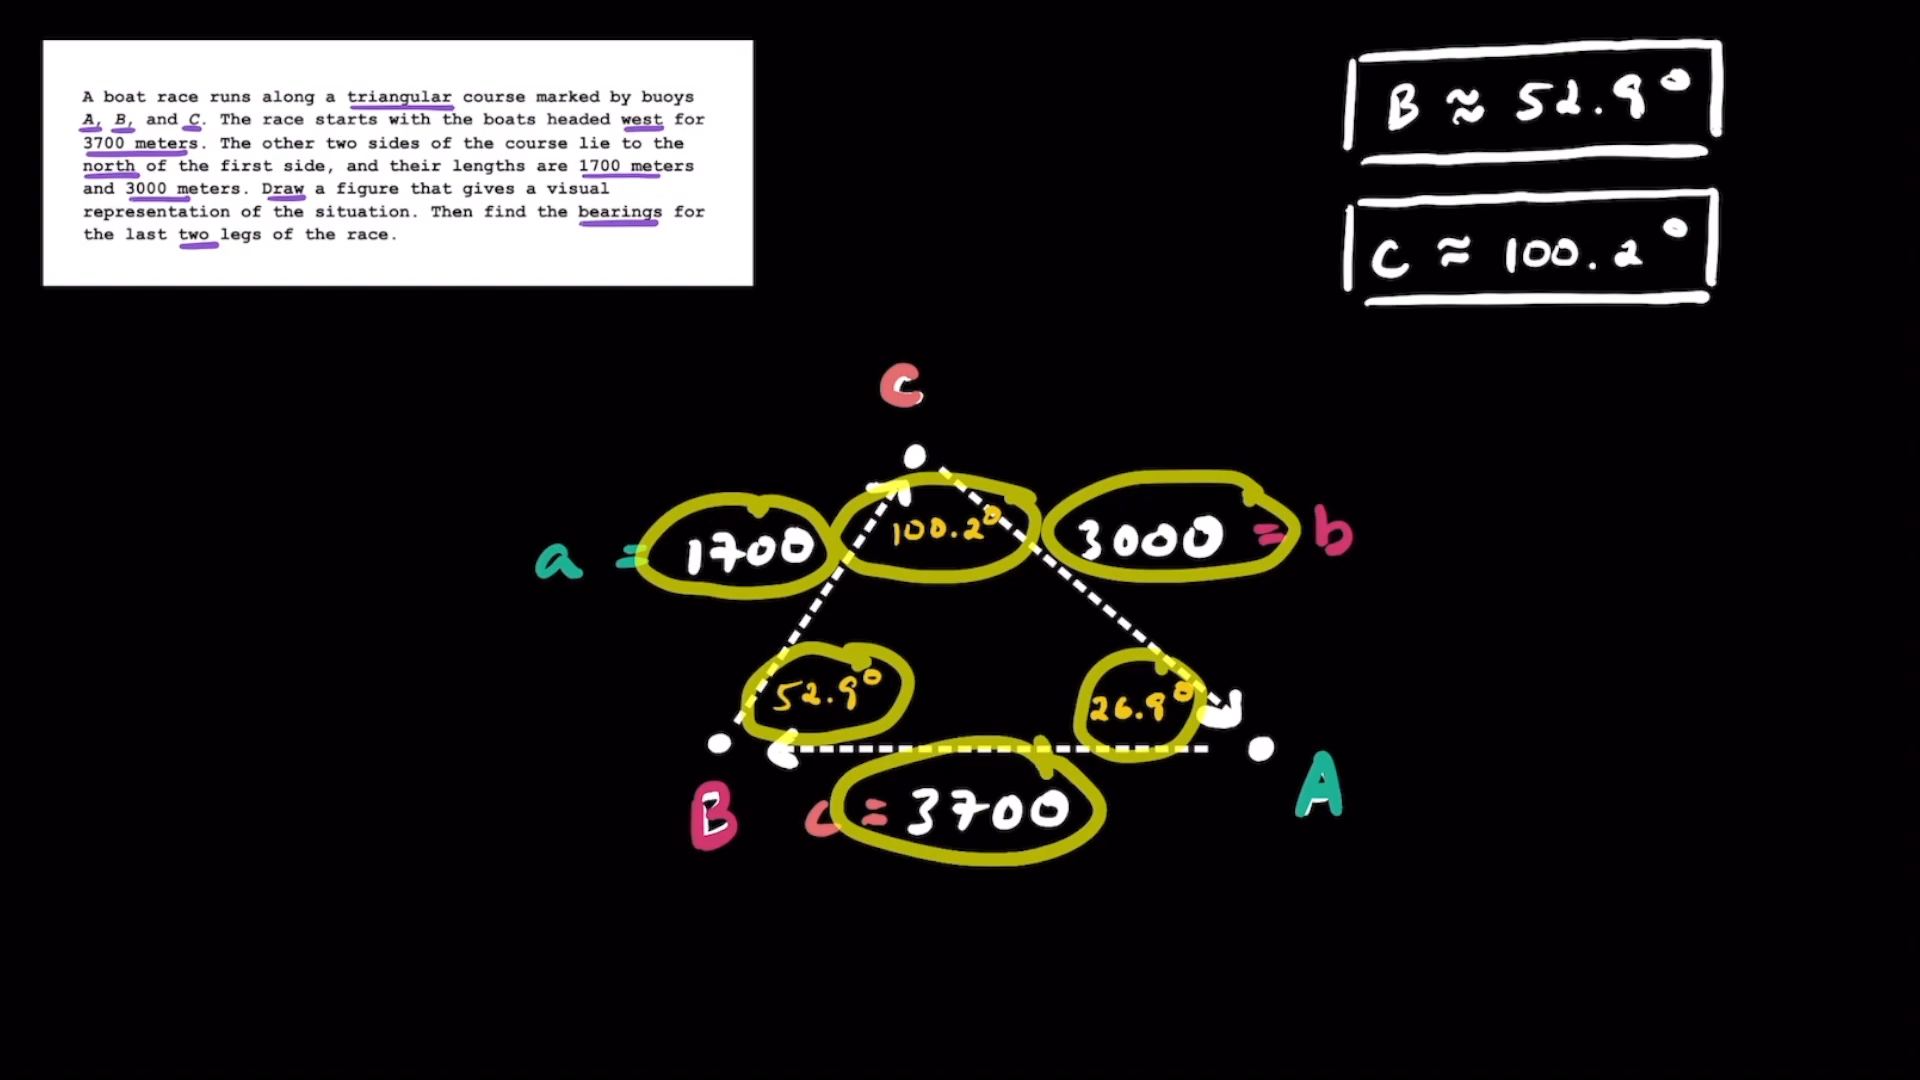 A boat race runs along a triangular course marked by buoys
A, B, and C. The race starts with the boats headed west for
3700 meters. The other two sides of the course lie to the
north of the first side, and their lengths are 1700 meters
and 3000 meters. Draw a figure that gives a visual
representation of the situation. Then find the bearings for
the last two legs of the race.
B ≈ 52.9°
C ≈ 100.2°
C
a = 1700
100.2°
3000 = b
52.9°
26.9°
B
c = 3700
A